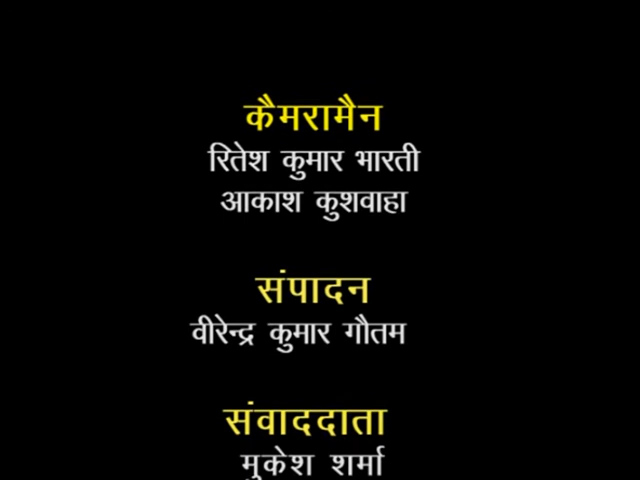 कैमरामैन
रितेश कुमार भारती
आकाश कुशवाहा
संपादन
वीरेन्द्र कुमार गौतम
संवाददाता
मुकेश शर्मा